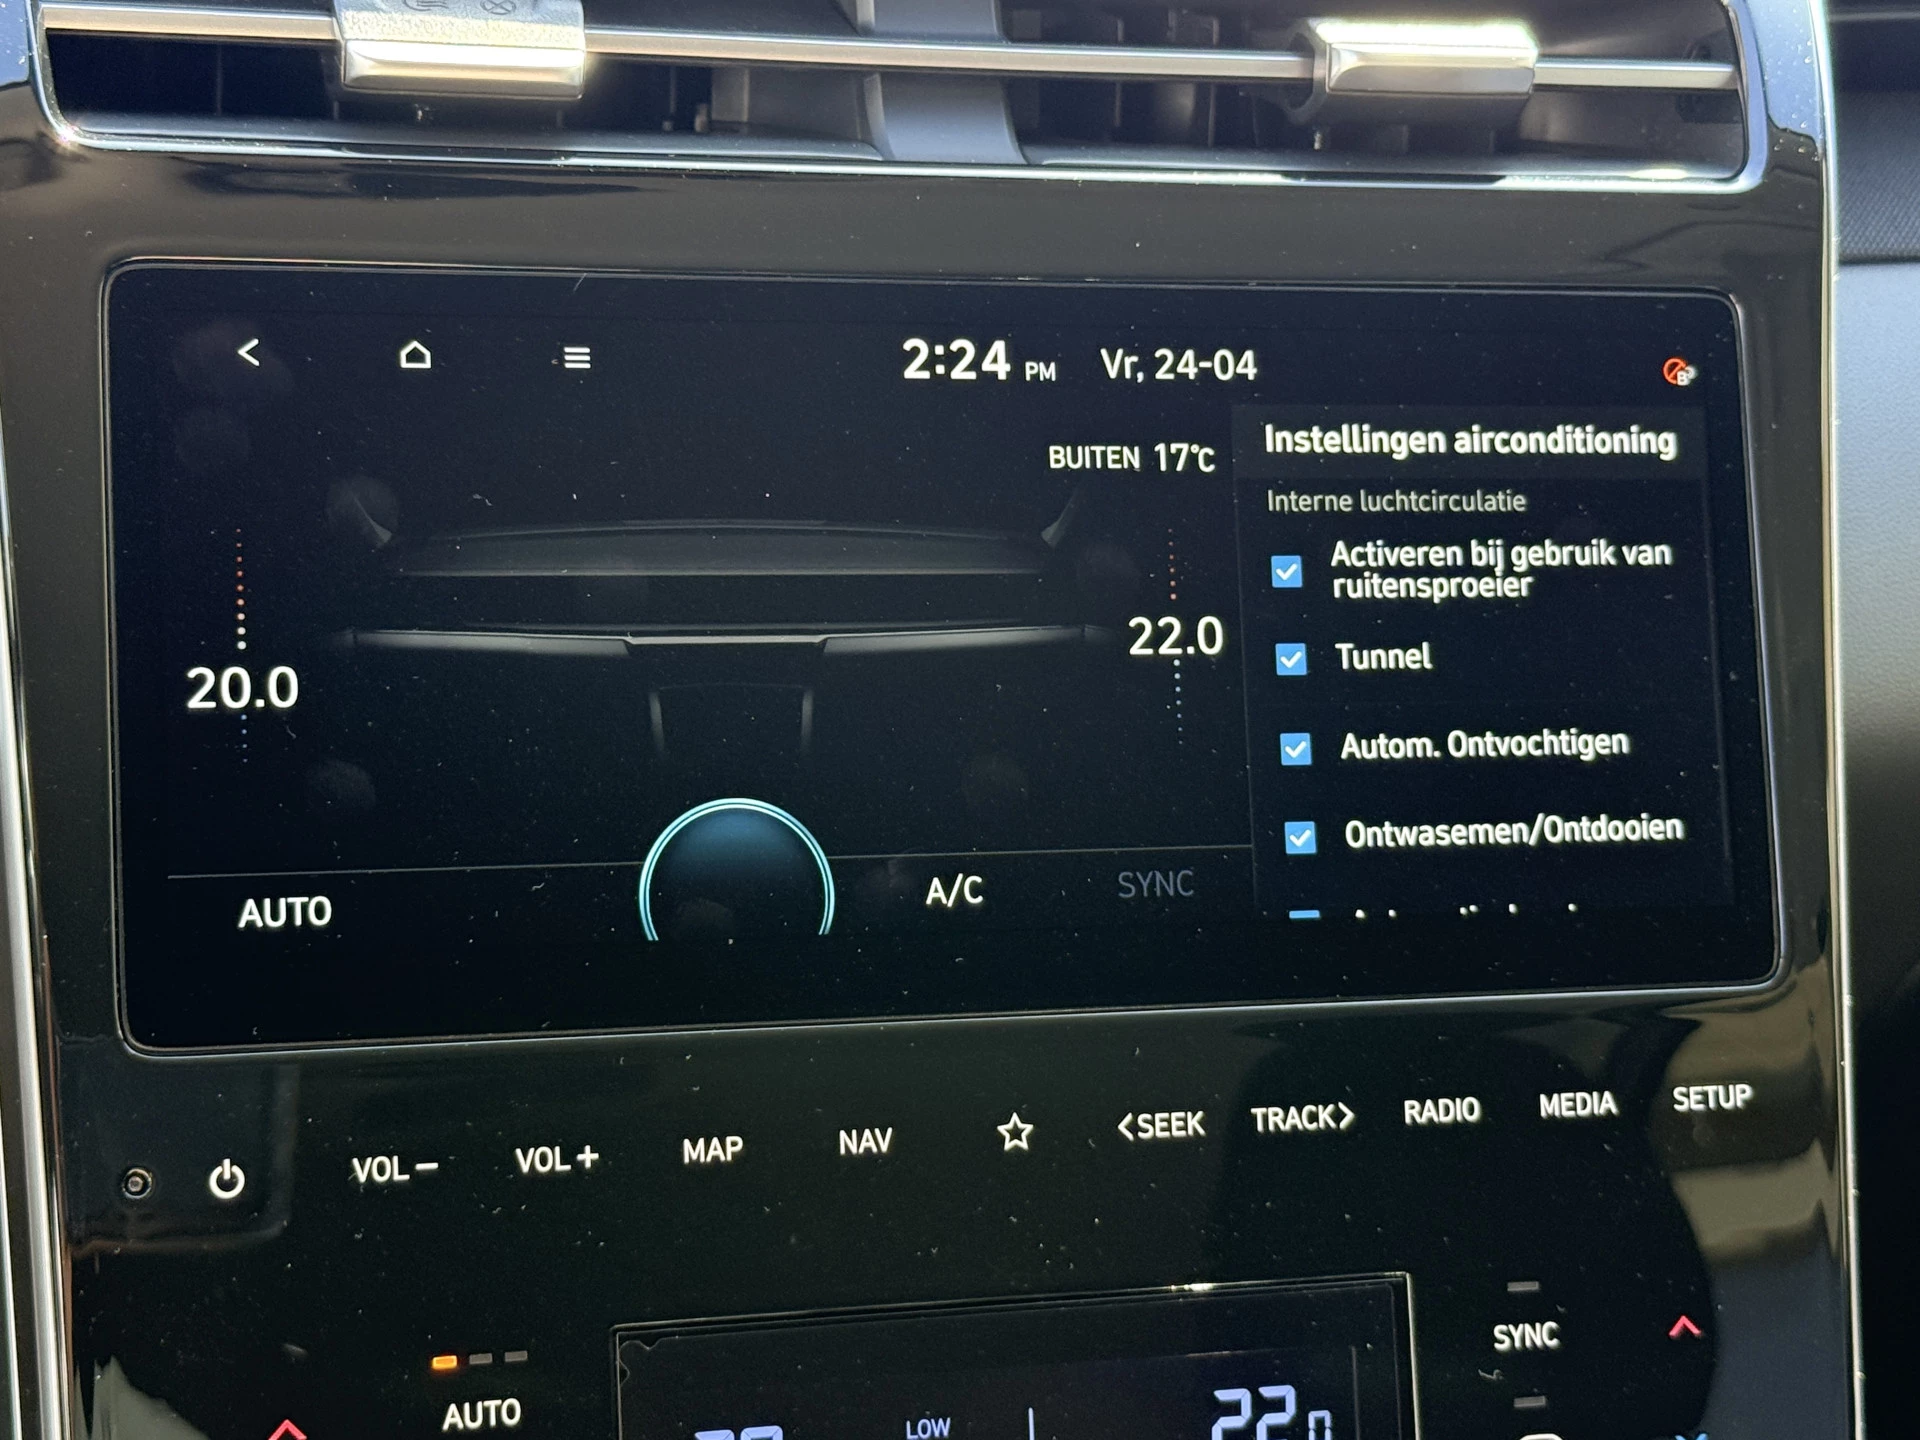 2:24 PM Vr, 24-04
BUITEN 17°C
Instellingen airconditioning
Interne luchtcirculatie
Activeren bij gebruik van
ruitensproeier
Tunnel
Autom. Ontvochtigen
Ontwasemen/Ontdooien
20.0
22.0
AUTO
A/C
SYNC
VOL− VOL+ MAP NAV <SEEK TRACK> RADIO MEDIA SETUP
AUTO
SYNC
LOW
22.0